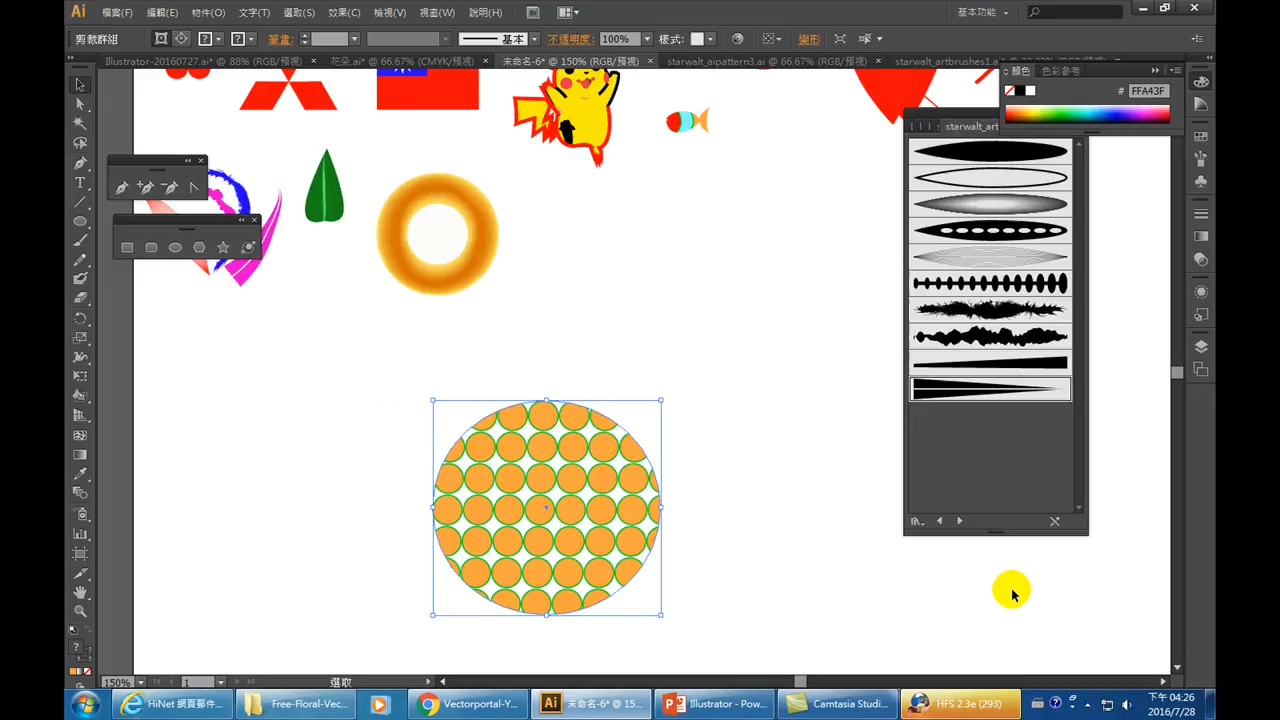 Ai 檔案(F) 編輯(E) 物件(O) 文字(T) 選取(S) 效果(C) 檢視(V) 視窗(W) 說明(H) 基本功能
剪裁群組 筆畫: 基本 不透明度: 100% 樣式: 變形
Illustrator-20160727.ai* @ 88% (RGB/預視) 花朵.ai* @ 66.67% (CMYK/預視) 未命名-6* @ 150% (RGB/預視) starwalt_aipattern3.ai @ 66.67% (RGB/預視) starwalt_artbrushes1.a
顏色 色彩參考
# FFA43F
starwalt_art
150% 1 選取
HiNet 網頁郵件... Free-Floral-Vec... Vectorportal-Y... Ai 未命名-6* @ 15... Illustrator - Pow... Camtasia Studi... HFS 2.3e (293) 下午 04:26
2016/7/28